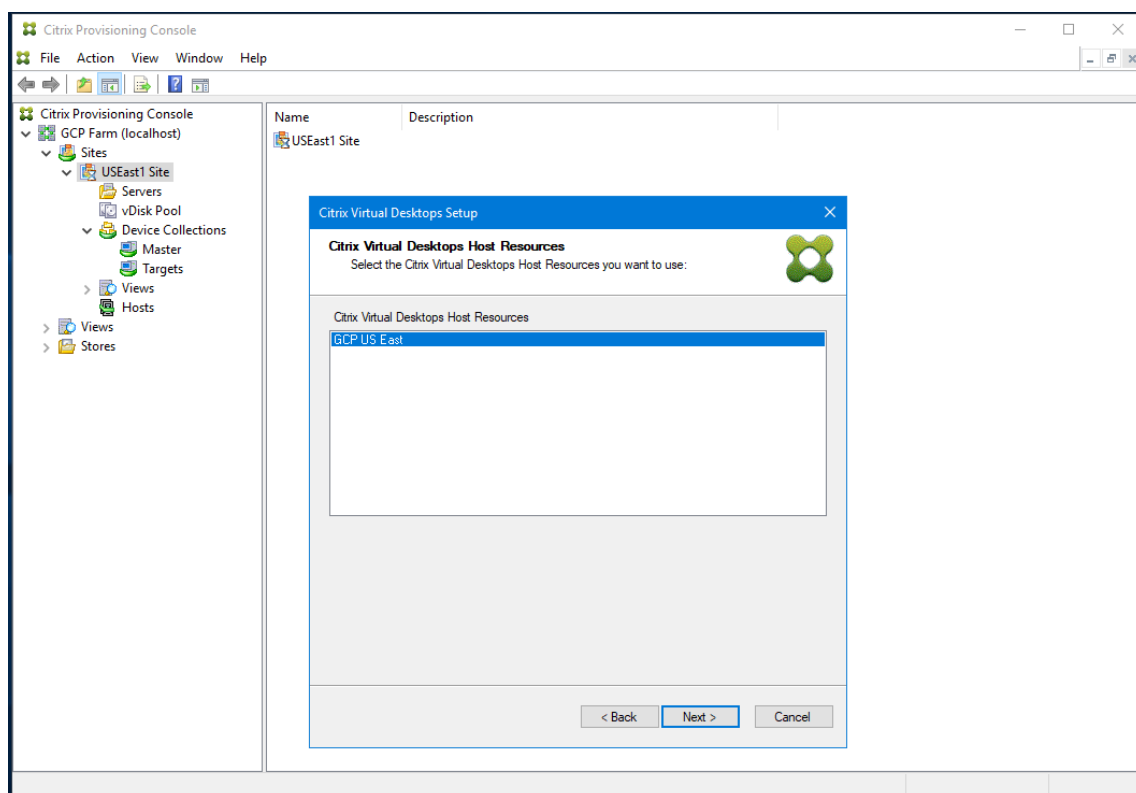 Citrix Provisioning Console
File Action View Window Help
Citrix Provisioning Console
GCP Farm (localhost)
Sites
USEast1 Site
Servers
vDisk Pool
Device Collections
Master
Targets
Views
Hosts
Views
Stores
Name Description
USEast1 Site
Citrix Virtual Desktops Setup
Citrix Virtual Desktops Host Resources
Select the Citrix Virtual Desktops Host Resources you want to use:
Citrix Virtual Desktops Host Resources
GCP US East
< Back Next > Cancel